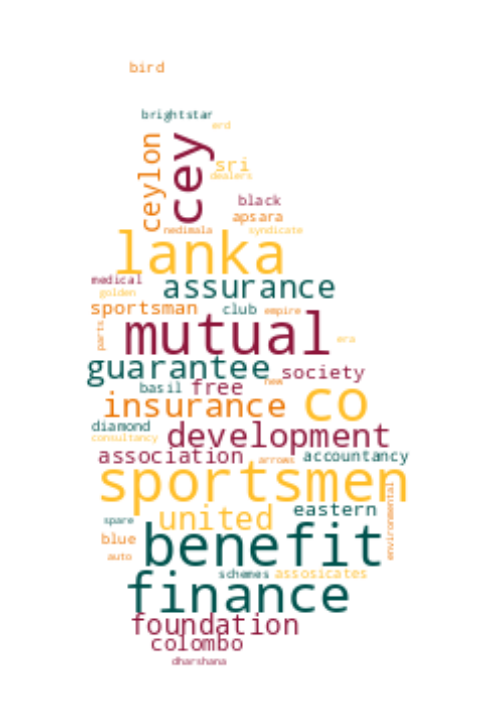 bird
brightstar
erd
ceylon
cey
sri
dealers
black
apsara
nedimala
syndicate
lanka
medical
assurance
golden
sportsman
club
empire
parts
mutual
era
guarantee
society
new
basil
free
insurance
co
diamond
development
consultancy
association
arrows
accountancy
sportsmen
environmental
eastern
spare
united
blue
benefit
auto
schemes
assosicates
finance
foundation
colombo
dharshana